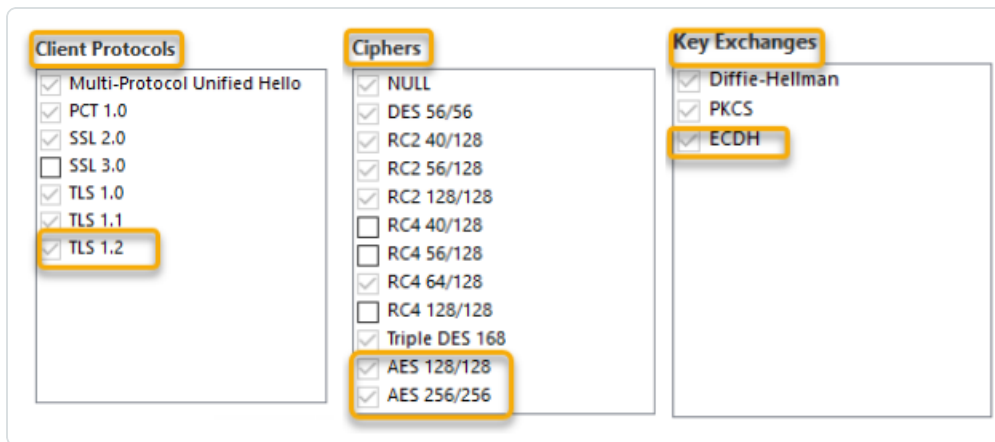 Client Protocols
Multi-Protocol Unified Hello
PCT 1.0
SSL 2.0
SSL 3.0
TLS 1.0
TLS 1.1
TLS 1.2
Ciphers
NULL
DES 56/56
RC2 40/128
RC2 56/128
RC2 128/128
RC4 40/128
RC4 56/128
RC4 64/128
RC4 128/128
Triple DES 168
AES 128/128
AES 256/256
Key Exchanges
Diffie-Hellman
PKCS
ECDH